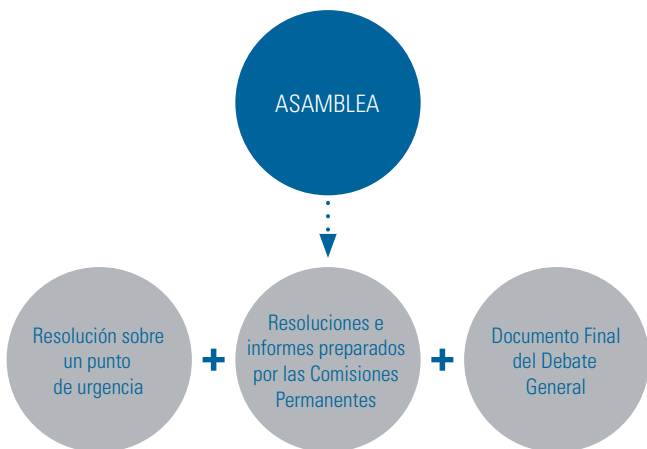 ASAMBLEA
Resolución sobre
un punto
de urgencia
+
Resoluciones e
informes preparados
por las Comisiones
Permanentes
+
Documento Final
del Debate
General